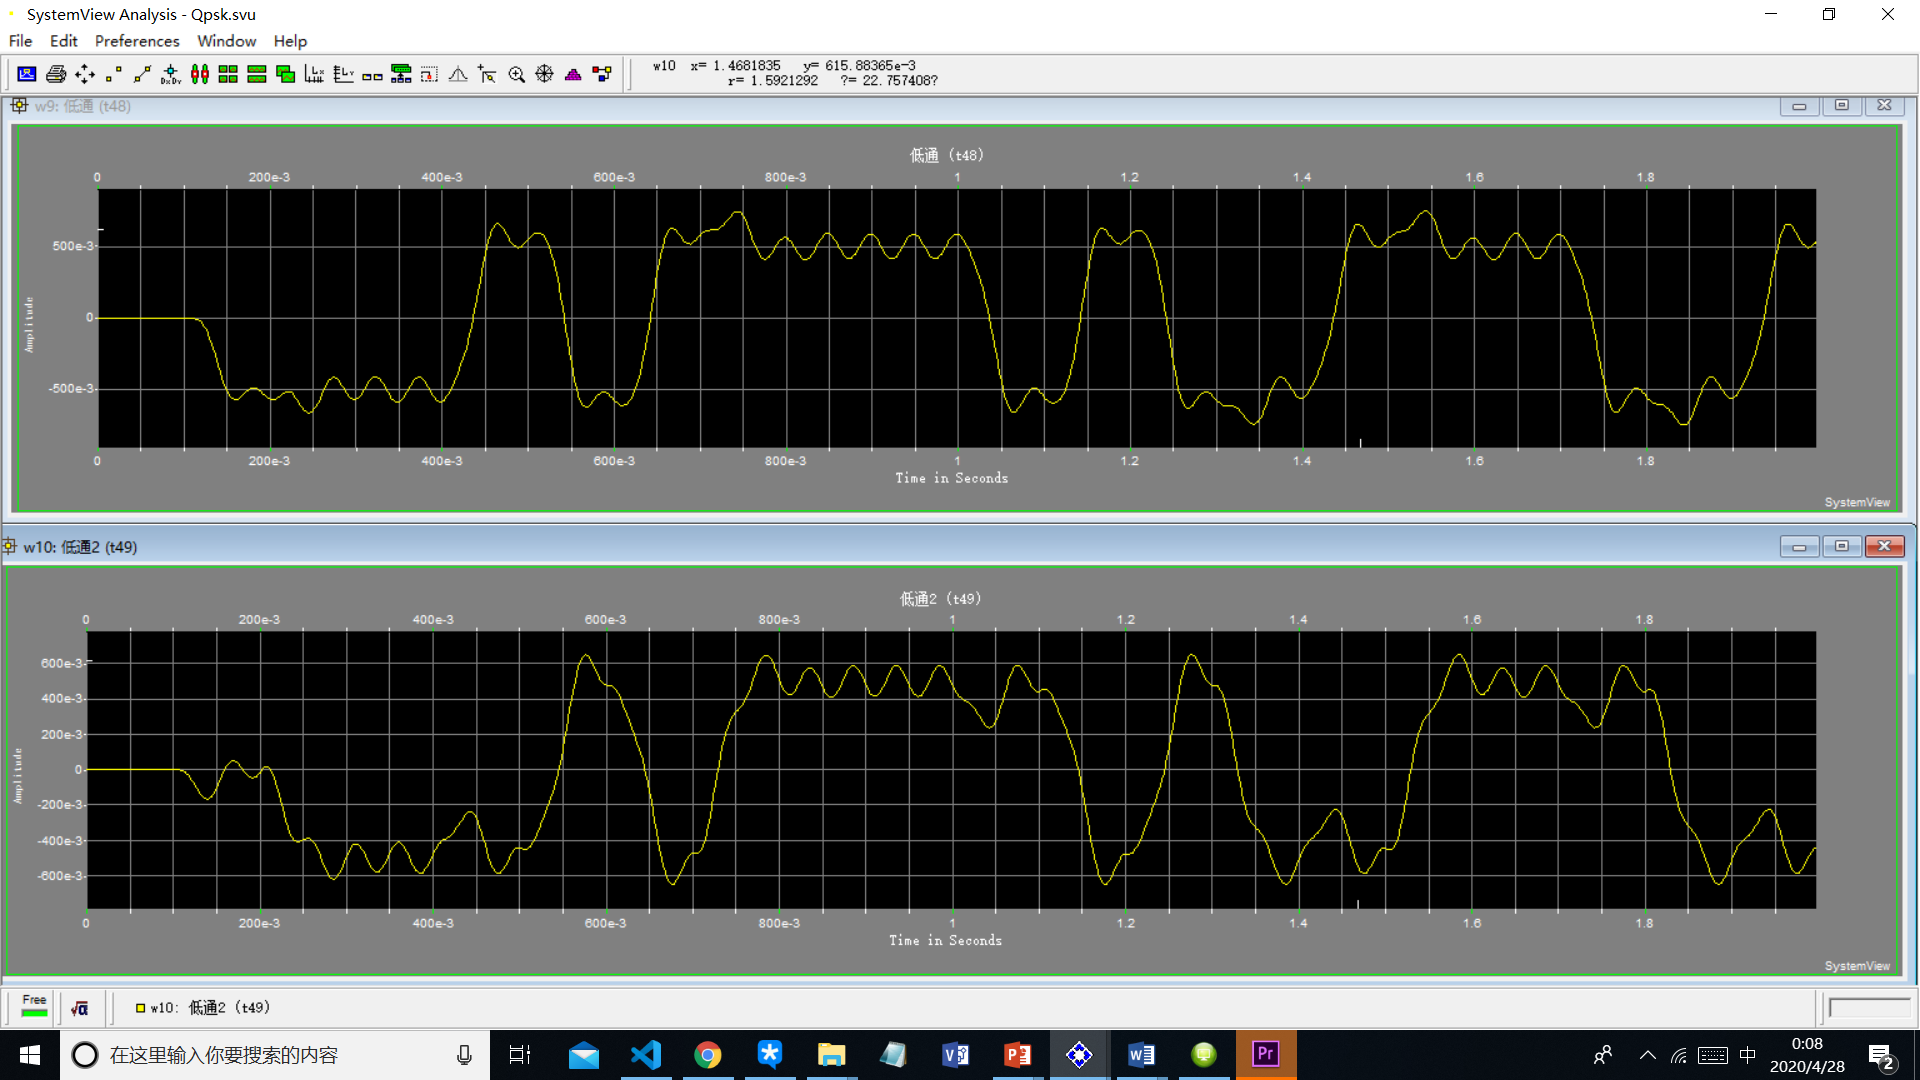 SystemView Analysis - Qpsk.svu
File Edit Preferences Window Help
w10 x= 1.4681835 y= 615.88365e-3
r= 1.5921292 ?= 22.757408?
w9: 低通 (t48)
低通 (t48)
0 200e-3 400e-3 600e-3 800e-3 1 1.2 1.4 1.6 1.8
500e-3
0
-500e-3
Amplitude
0 200e-3 400e-3 600e-3 800e-3 1 1.2 1.4 1.6 1.8
Time in Seconds
SystemView
w10: 低通2 (t49)
低通2 (t49)
0 200e-3 400e-3 600e-3 800e-3 1 1.2 1.4 1.6 1.8
600e-3
400e-3
200e-3
0
-200e-3
-400e-3
-600e-3
Amplitude
0 200e-3 400e-3 600e-3 800e-3 1 1.2 1.4 1.6 1.8
Time in Seconds
SystemView
Free
√α
w10: 低通2 (t49)
在这里输入你要搜索的内容
Pr
中
0:08
2020/4/28
2